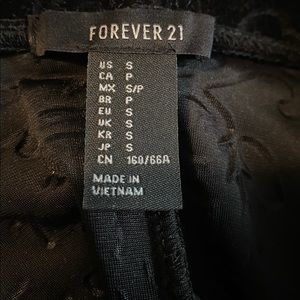 FOREVER 21
US S
CA P
MX S/P
BR P
EU S
UK S
KR S
JP S
CN 160/66A
MADE IN
VIETNAM